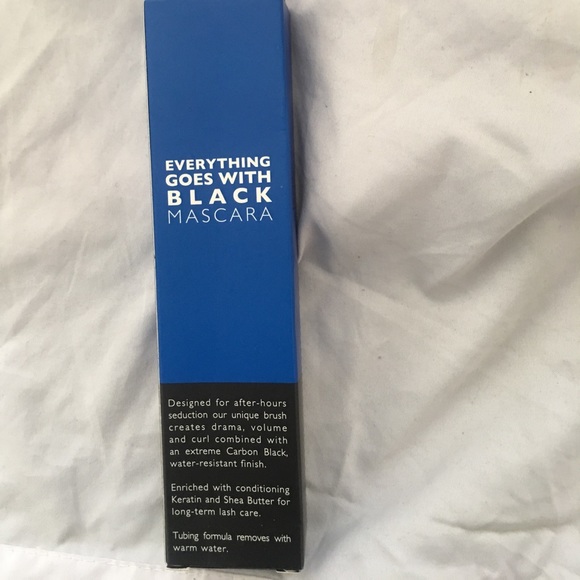 EVERYTHING
GOES WITH
BLACK
MASCARA
Designed for after-hours
seduction our unique brush
creates drama, volume
and curl combined with
an extreme Carbon Black,
water-resistant finish.
Enriched with conditioning
Keratin and Shea Butter for
long-term lash care.
Tubing formula removes with
warm water.